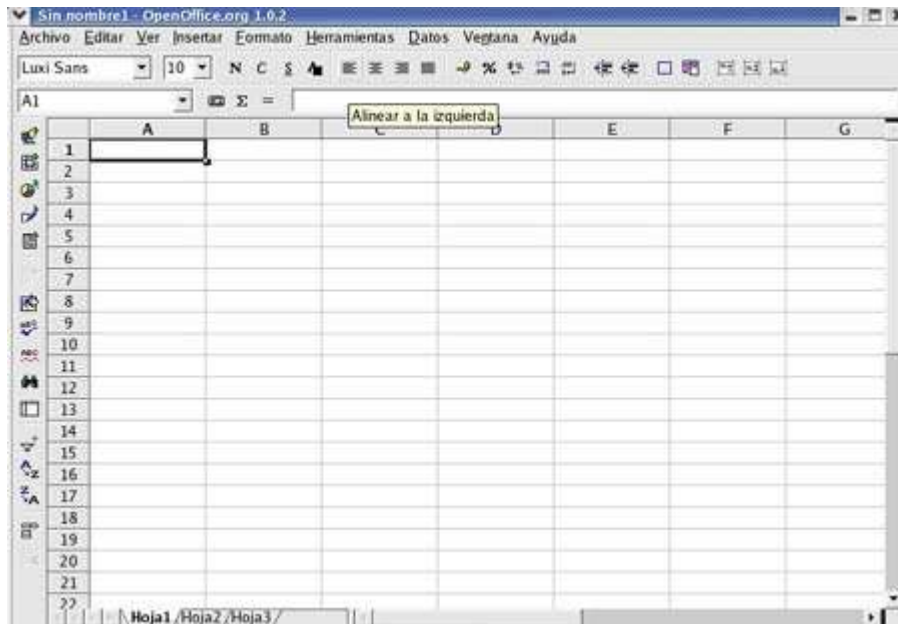 Sin nombre1 - OpenOffice.org 1.0.2
Archivo Editar Ver Insertar Formato Herramientas Datos Ventana Ayuda
Luxi Sans 10 N C S A %
A1 Σ =
Alinear a la izquierda
A B C D E F G
1
2
3
4
5
6
7
8
9
10
11
12
13
14
15
16
17
18
19
20
21
22
ABC
A Z
Z A
Hoja1 Hoja2 Hoja3